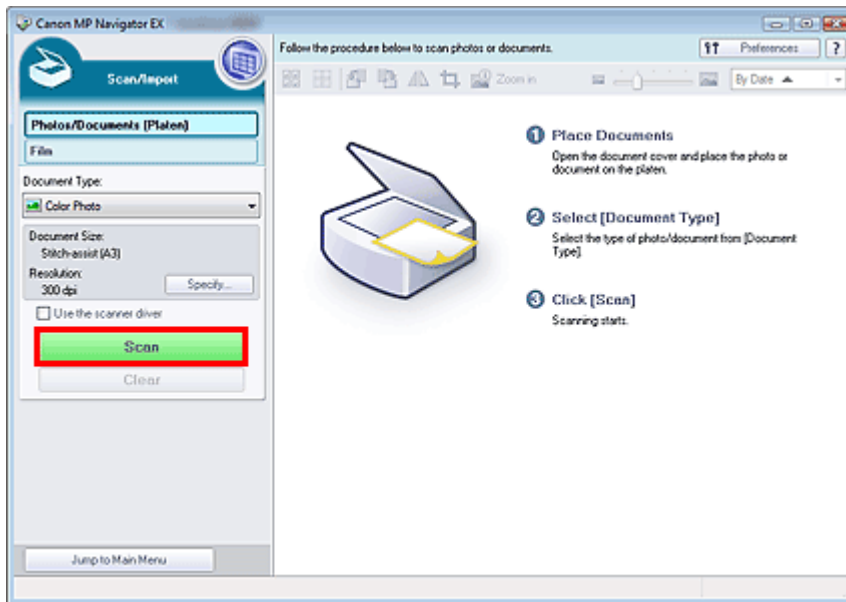 Canon MP Navigator EX
Scan/Import
Photos/Documents (Platen)
Film
Document Type:
Color Photo
Document Size:
Stitch-assist (A3)
Resolution:
300 dpi
Specify...
Use the scanner driver
Scan
Clear
Jump to Main Menu
Follow the procedure below to scan photos or documents.
Preferences
?
Zoom in
By Date
1 Place Documents
Open the document cover and place the photo or
document on the platen.
2 Select [Document Type]
Select the type of photo/document from [Document
Type].
3 Click [Scan]
Scanning starts.